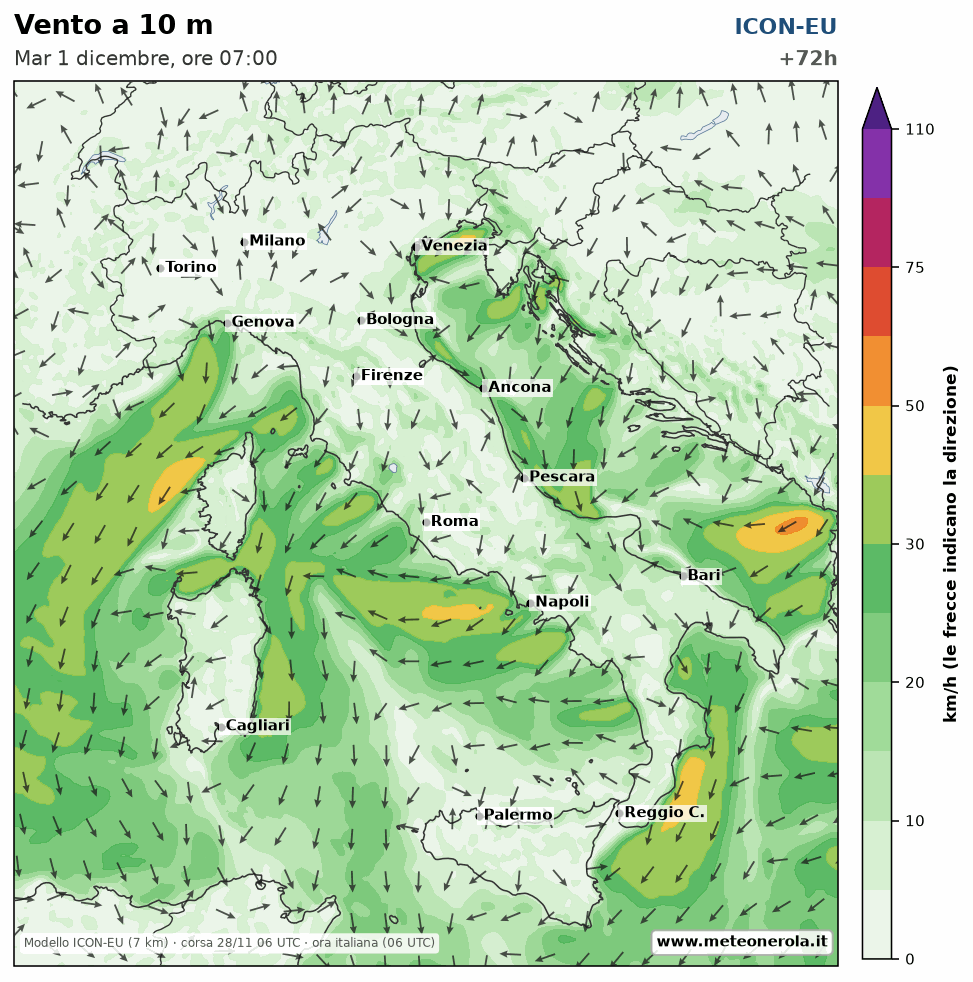 Vento a 10 m
ICON-EU
Mar 1 dicembre, ore 07:00
+72h
110
75
50
30
20
10
0
km/h (le frecce indicano la direzione)
Venezia
Milano
Torino
Genova
Bologna
Firenze
Ancona
Pescara
Roma
Bari
Napoli
Cagliari
Palermo
Reggio C.
Modello ICON-EU (7 km) · corsa 28/11 06 UTC · ora italiana (06 UTC)
www.meteonerola.it